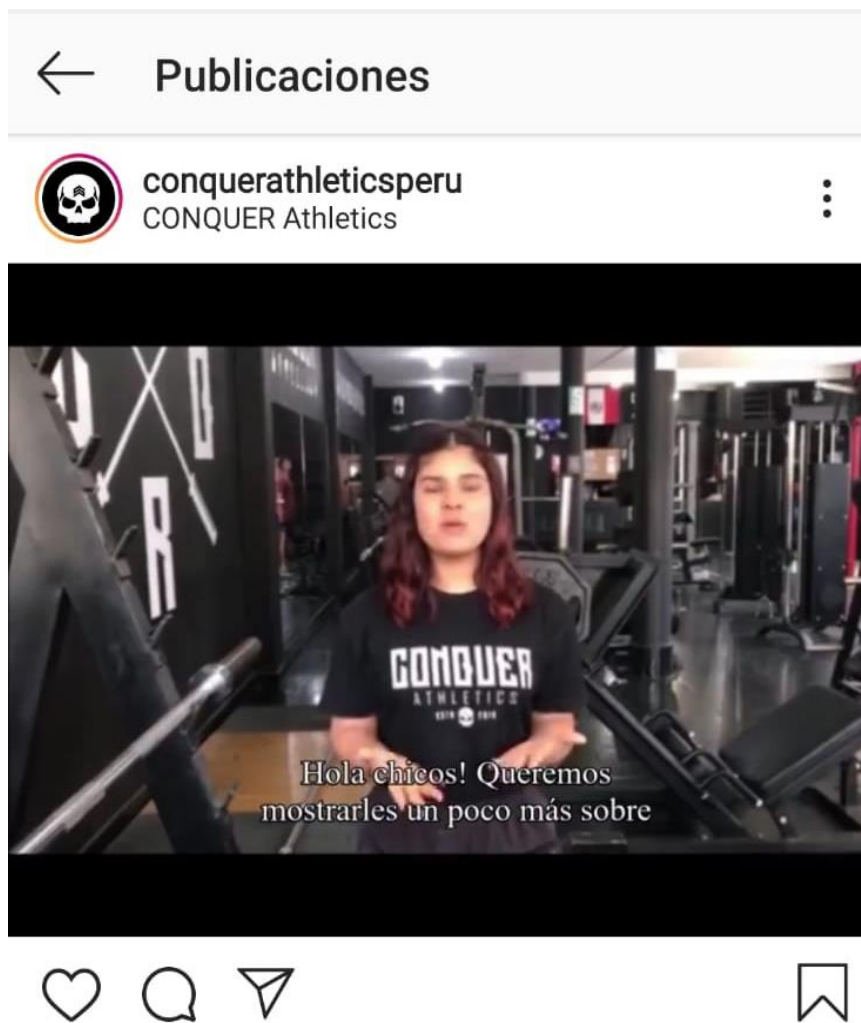 Publicaciones
conquerathleticsperu
CONQUER Athletics
CONQUER
ATHLETICS
Hola chicos! Queremos
mostrarles un poco más sobre